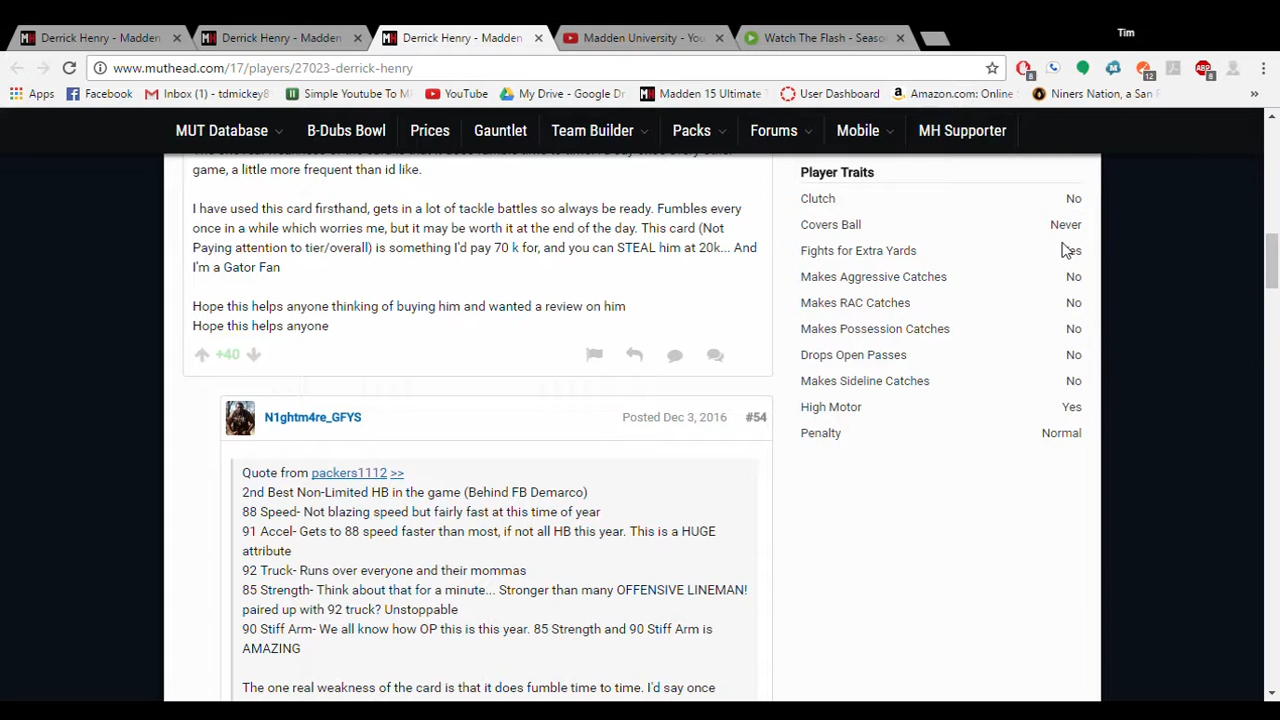 Derrick Henry - Madden
Derrick Henry - Madden
Derrick Henry - Madden
Madden University - You
Watch The Flash - Seaso
Tim
www.muthead.com/17/players/27023-derrick-henry
8
12
ABP
8
Apps
Facebook
Inbox (1) - tdmickey8
Simple Youtube To M
YouTube
My Drive - Google Dr
Madden 15 Ultimate
User Dashboard
Amazon.com: Online
Niners Nation, a San F
»
MUT Database
B-Dubs Bowl
Prices
Gauntlet
Team Builder
Packs
Forums
Mobile
MH Supporter
game, a little more frequent than id like.
I have used this card firsthand, gets in a lot of tackle battles so always be ready. Fumbles every
once in a while which worries me, but it may be worth it at the end of the day. This card (Not
Paying attention to tier/overall) is something I'd pay 70 k for, and you can STEAL him at 20k... And
I'm a Gator Fan
Hope this helps anyone thinking of buying him and wanted a review on him
Hope this helps anyone
+40
N1ghtm4re_GFYS
Posted Dec 3, 2016 #54
Quote from packers1112 >>
2nd Best Non-Limited HB in the game (Behind FB Demarco)
88 Speed- Not blazing speed but fairly fast at this time of year
91 Accel- Gets to 88 speed faster than most, if not all HB this year. This is a HUGE
attribute
92 Truck- Runs over everyone and their mommas
85 Strength- Think about that for a minute... Stronger than many OFFENSIVE LINEMAN!
paired up with 92 truck? Unstoppable
90 Stiff Arm- We all know how OP this is this year. 85 Strength and 90 Stiff Arm is
AMAZING
The one real weakness of the card is that it does fumble time to time. I'd say once
Player Traits
Clutch No
Covers Ball Never
Fights for Extra Yards Yes
Makes Aggressive Catches No
Makes RAC Catches No
Makes Possession Catches No
Drops Open Passes No
Makes Sideline Catches No
High Motor Yes
Penalty Normal